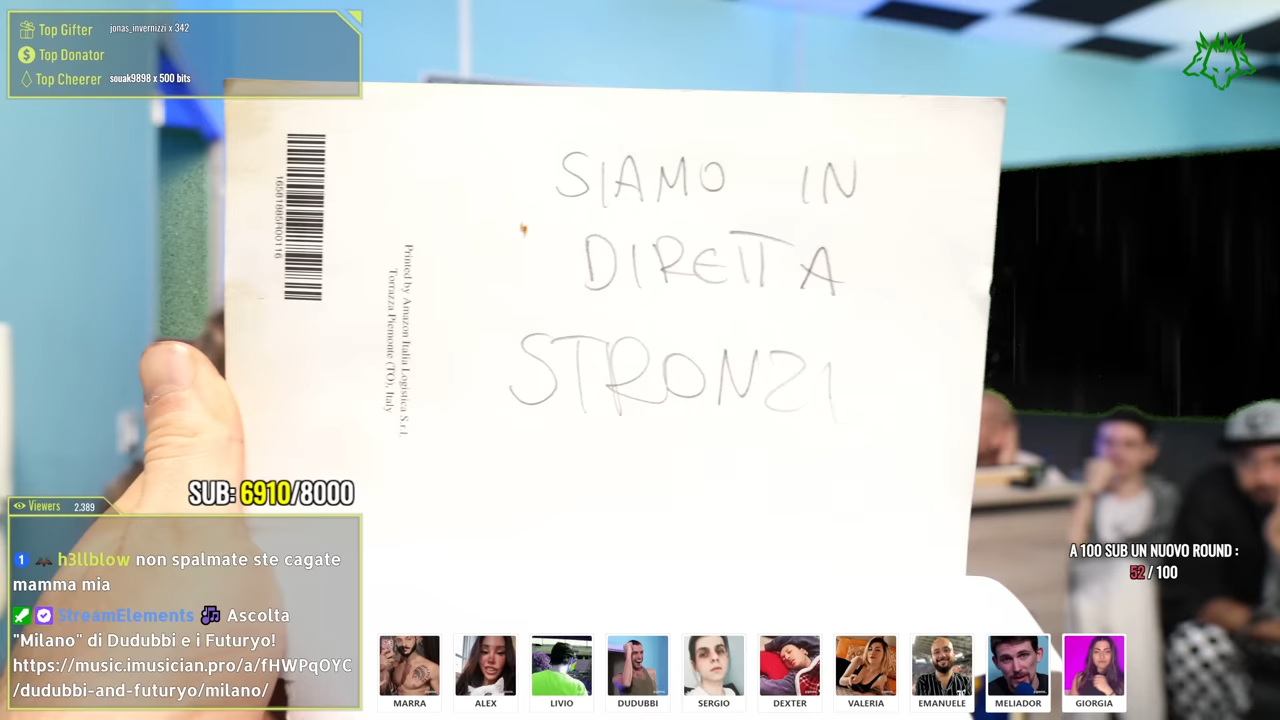 Top Gifter jonas_invernizzi x 342
Top Donator
Top Cheerer souak9898 x 500 bits
SIAMO IN
DIRETTA
STRONZI
Printed by Amazon Italia Logistica S.r.l.
Torrazza Piemonte (TO), Italy
SUB: 6910/8000
Viewers 2.389
1 h3llblow non spalmate ste cagate
mamma mia
StreamElements Ascolta
"Milano" di Dudubbi e i Futuryo!
https://music.imusician.pro/a/fHWPqOYC
/dudubbi-and-futuryo/milano/
A 100 SUB UN NUOVO ROUND :
52 / 100
MARRA
ALEX
LIVIO
DUDUBBI
SERGIO
DEXTER
VALERIA
EMANUELE
MELIADOR
GIORGIA